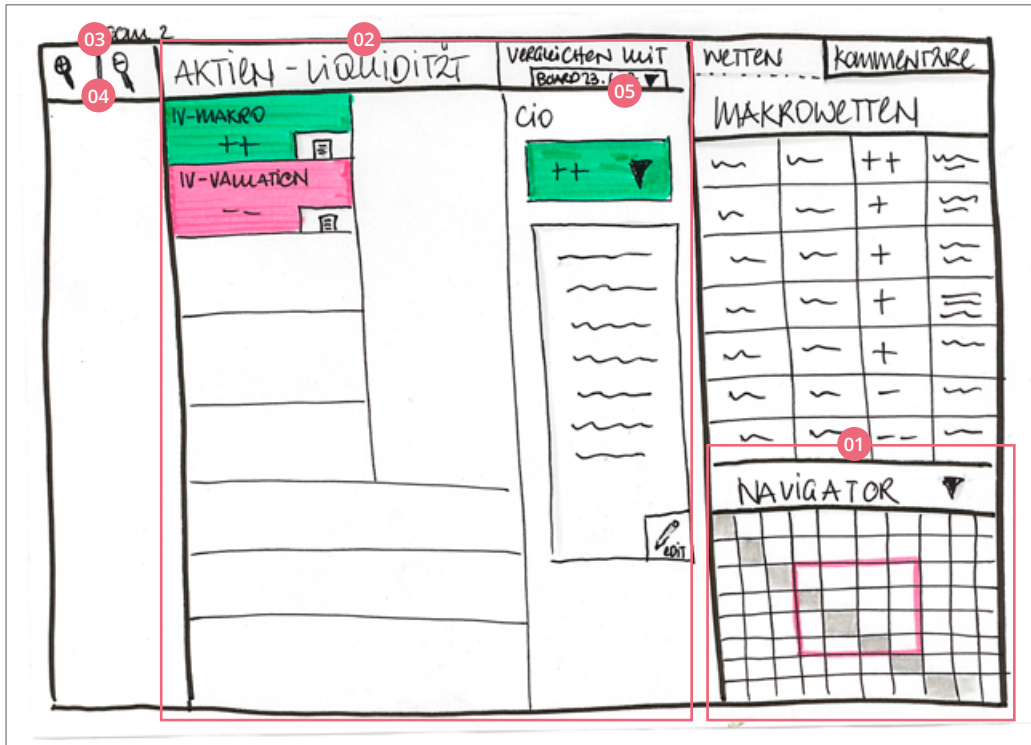 03
02
04
05
AKTIEN - LIQUIDITÄT
VERGLEICHEN MIT
WETTEN
KOMMENTARE
IV-MAKRO
++
IV-VALUATION
--
CIO
++
edit
MAKROWETTEN
++
+
+
+
+
-
--
01
NAVIGATOR